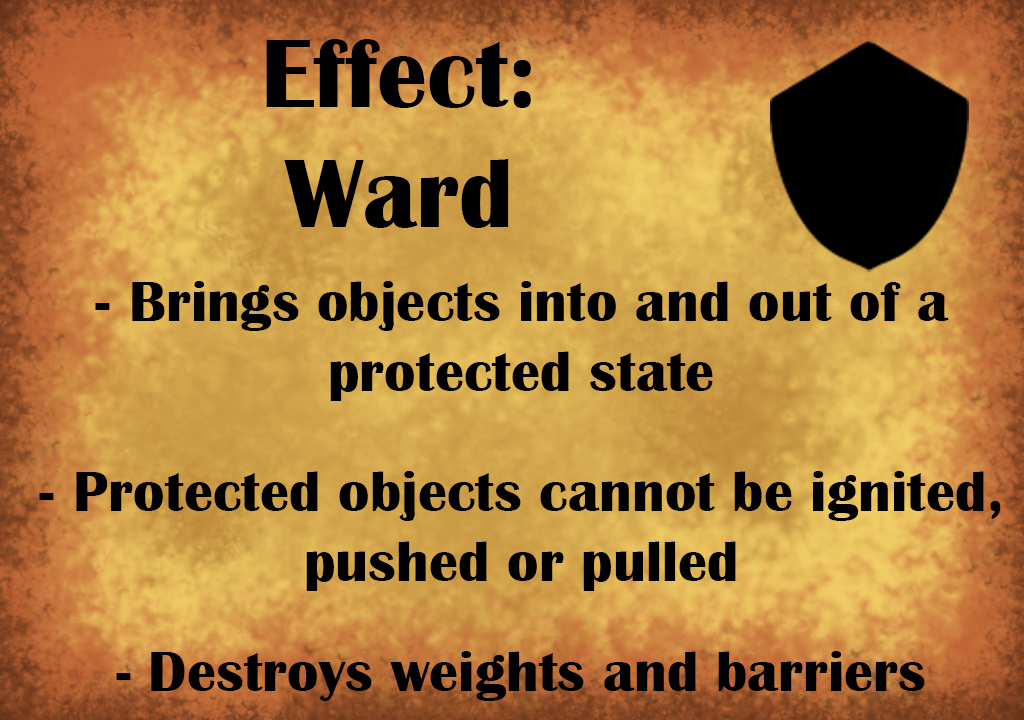 Effect:
Ward
- Brings objects into and out of a
protected state
- Protected objects cannot be ignited,
pushed or pulled
- Destroys weights and barriers